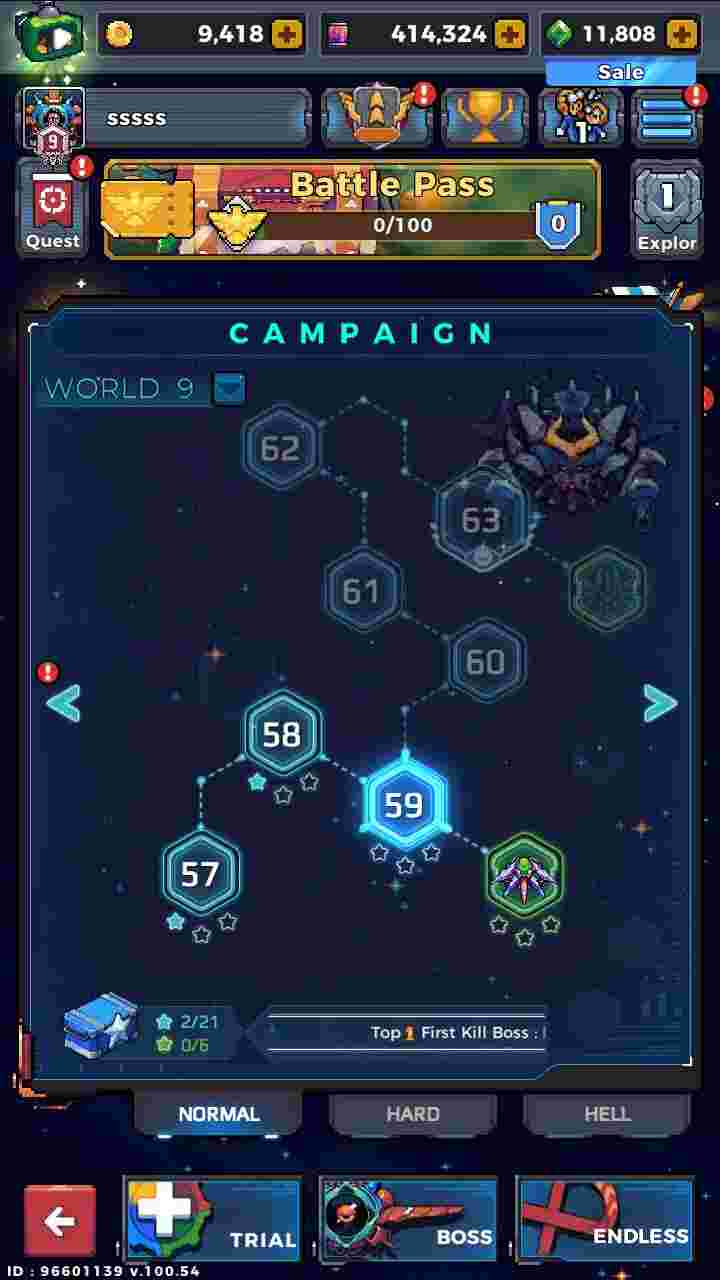 9,418
414,324
11,808
Sale
9
sssss
1
Quest
Battle Pass
0/100
0
1
Explor
CAMPAIGN
WORLD 9
62
63
61
60
58
59
57
2/21
0/6
Top 1 First Kill Boss :
NORMAL
HARD
HELL
TRIAL
BOSS
ENDLESS
ID : 96601139 v.100.54